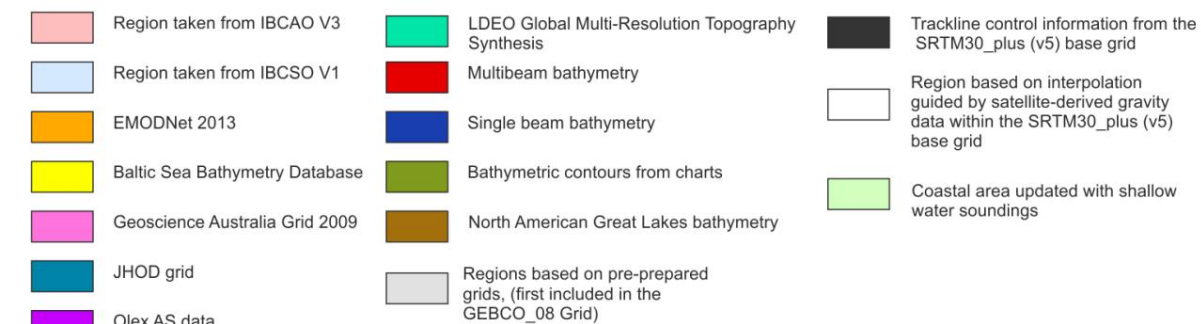 Region taken from IBCAO V3
Region taken from IBCSO V1
EMODNet 2013
Baltic Sea Bathymetry Database
Geoscience Australia Grid 2009
JHOD grid
Olex AS data
LDEO Global Multi-Resolution Topography
Synthesis
Multibeam bathymetry
Single beam bathymetry
Bathymetric contours from charts
North American Great Lakes bathymetry
Regions based on pre-prepared
grids, (first included in the
GEBCO_08 Grid)
Trackline control information from the
SRTM30_plus (v5) base grid
Region based on interpolation
guided by satellite-derived gravity
data within the SRTM30_plus (v5)
base grid
Coastal area updated with shallow
water soundings